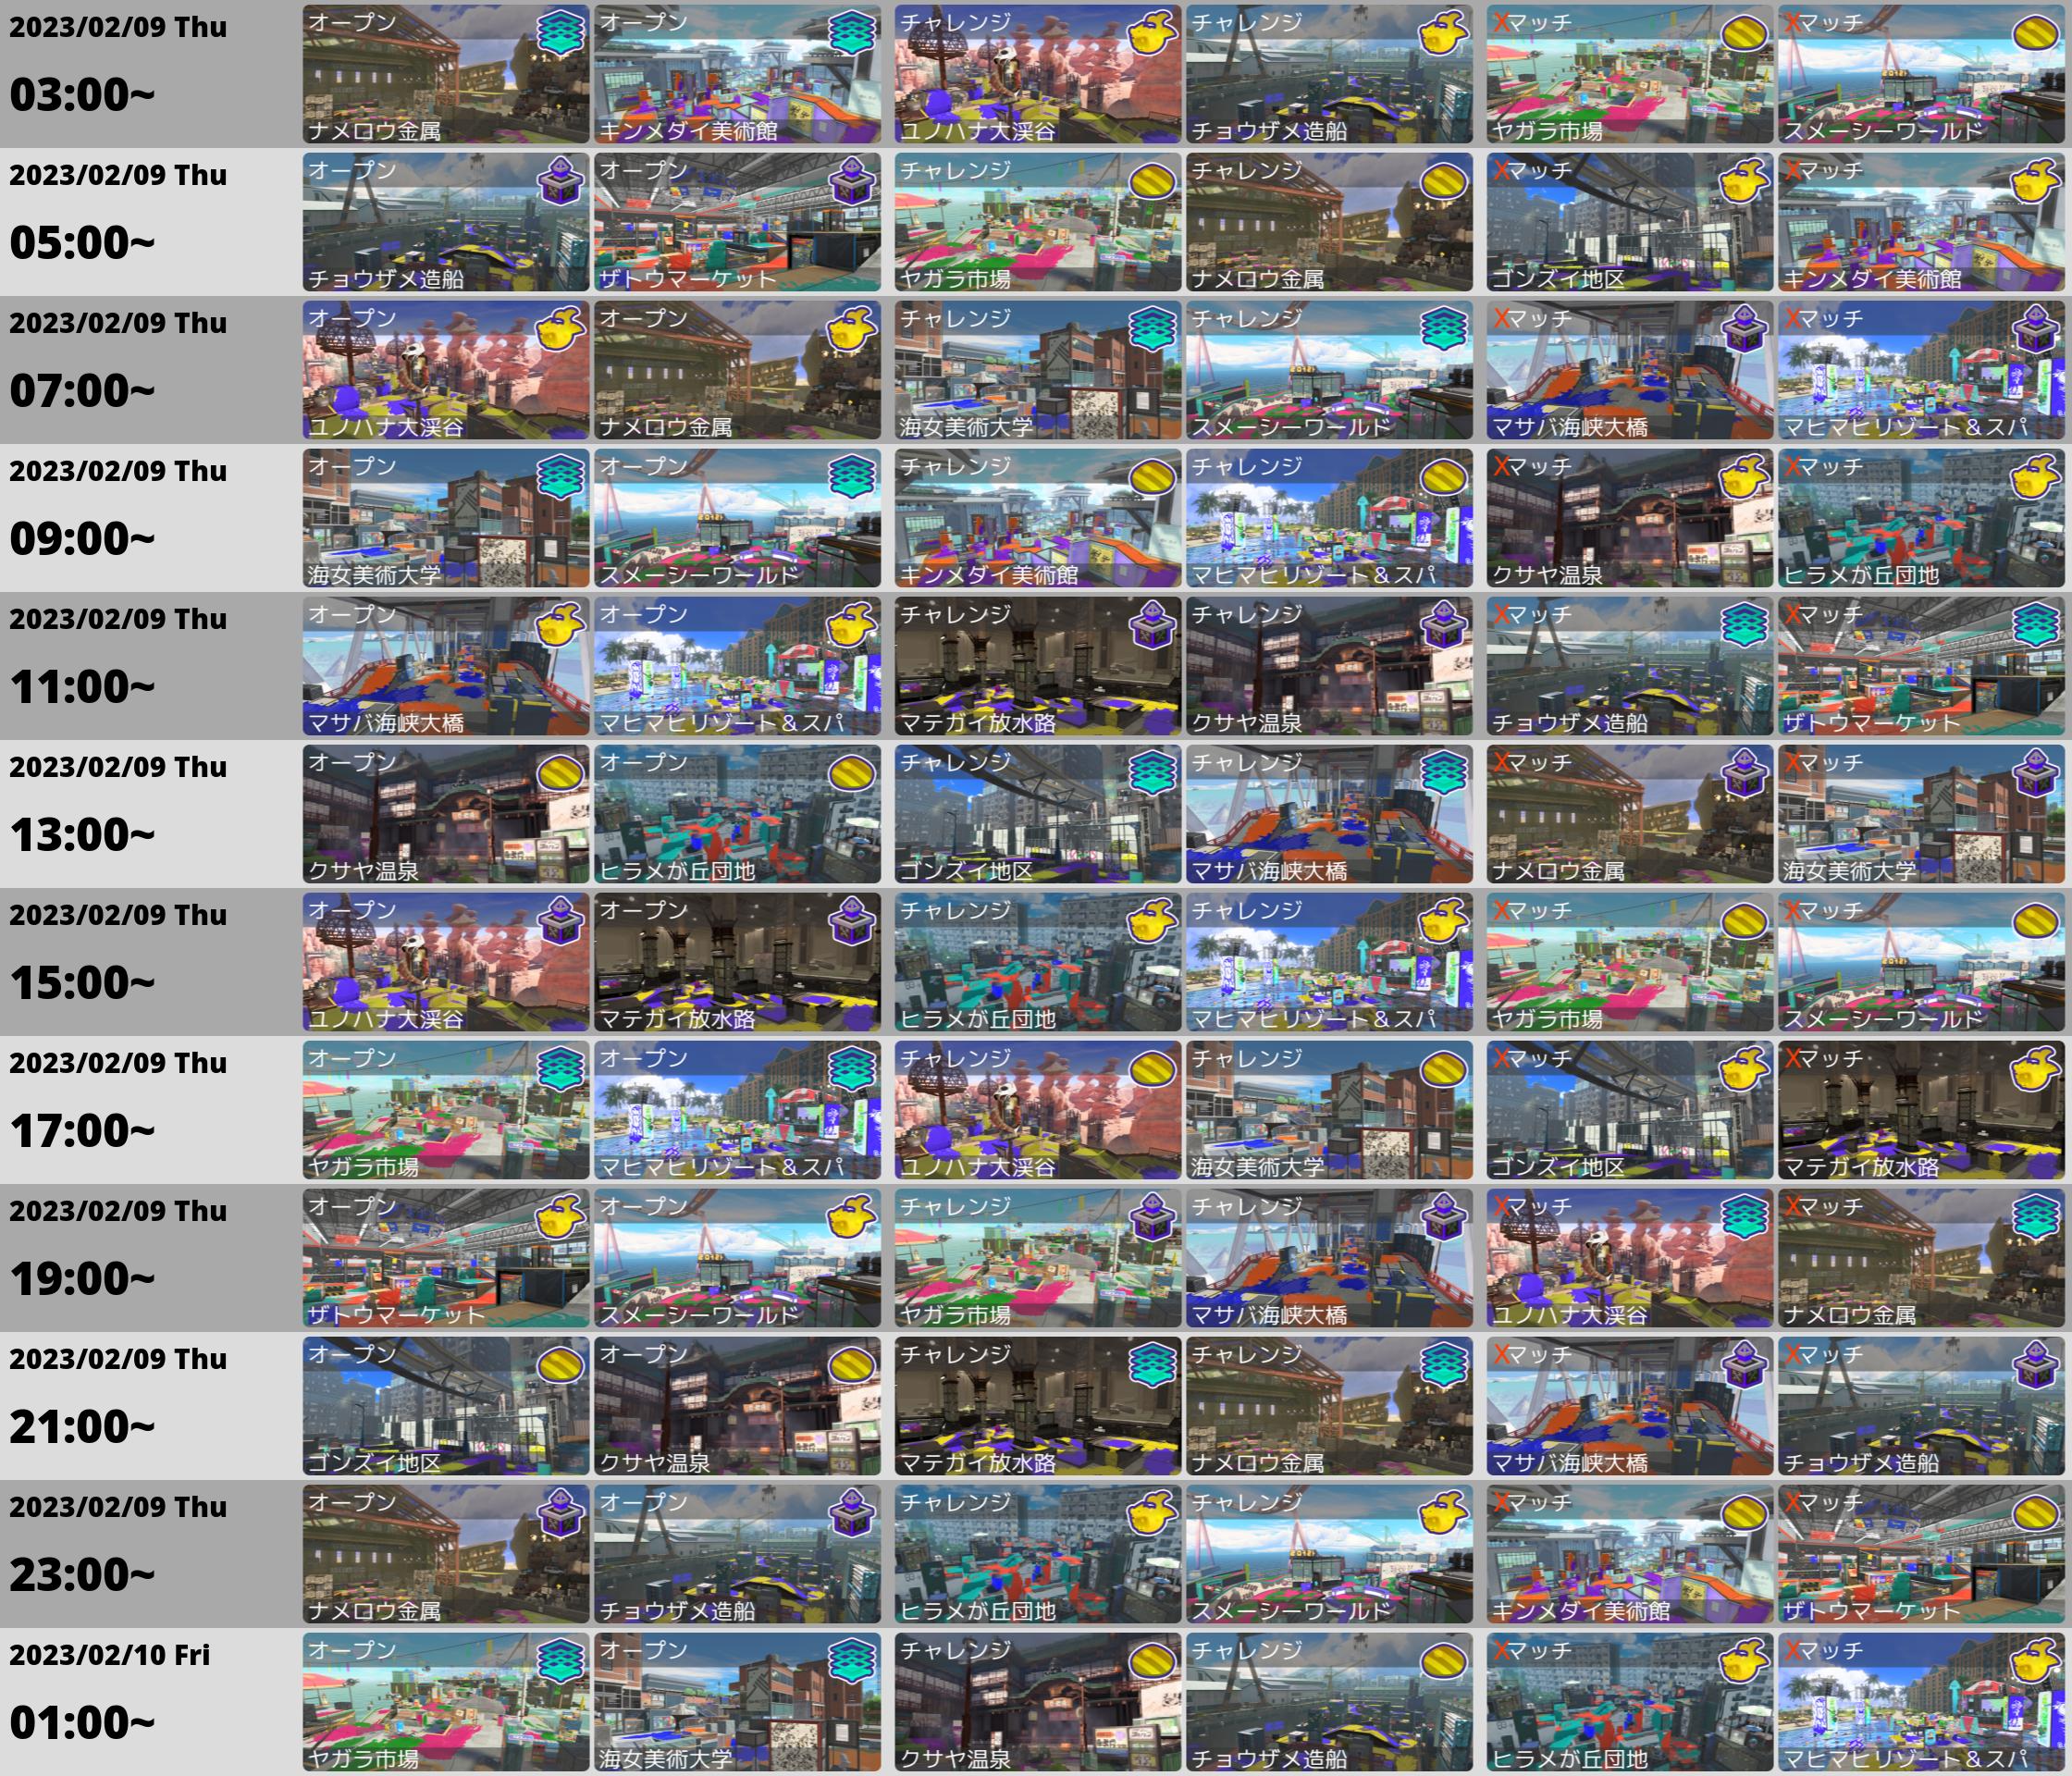 2023/02/09 Thu
03:00~
オープン
ナメロウ金属
オープン
キンメダイ美術館
チャレンジ
ユノハナ大渓谷
チャレンジ
チョウザメ造船
Xマッチ
ヤガラ市場
Xマッチ
スメーシーワールド
2023/02/09 Thu
05:00~
オープン
チョウザメ造船
オープン
ザトウマーケット
チャレンジ
ヤガラ市場
チャレンジ
ナメロウ金属
Xマッチ
ゴンズイ地区
Xマッチ
キンメダイ美術館
2023/02/09 Thu
07:00~
オープン
ユノハナ大渓谷
オープン
ナメロウ金属
チャレンジ
海女美術大学
チャレンジ
スメーシーワールド
Xマッチ
マサバ海峡大橋
Xマッチ
マヒマヒリゾート＆スパ
2023/02/09 Thu
09:00~
オープン
海女美術大学
オープン
スメーシーワールド
チャレンジ
キンメダイ美術館
チャレンジ
マヒマヒリゾート＆スパ
Xマッチ
クサヤ温泉
Xマッチ
ヒラメが丘団地
2023/02/09 Thu
11:00~
オープン
マサバ海峡大橋
オープン
マヒマヒリゾート＆スパ
チャレンジ
マテガイ放水路
チャレンジ
クサヤ温泉
Xマッチ
チョウザメ造船
Xマッチ
ザトウマーケット
2023/02/09 Thu
13:00~
オープン
クサヤ温泉
オープン
ヒラメが丘団地
チャレンジ
ゴンズイ地区
チャレンジ
マサバ海峡大橋
Xマッチ
ナメロウ金属
Xマッチ
海女美術大学
2023/02/09 Thu
15:00~
オープン
ユノハナ大渓谷
オープン
マテガイ放水路
チャレンジ
ヒラメが丘団地
チャレンジ
マヒマヒリゾート＆スパ
Xマッチ
ヤガラ市場
Xマッチ
スメーシーワールド
2023/02/09 Thu
17:00~
オープン
ヤガラ市場
オープン
マヒマヒリゾート＆スパ
チャレンジ
ユノハナ大渓谷
チャレンジ
海女美術大学
Xマッチ
ゴンズイ地区
Xマッチ
マテガイ放水路
2023/02/09 Thu
19:00~
オープン
ザトウマーケット
オープン
スメーシーワールド
チャレンジ
ヤガラ市場
チャレンジ
マサバ海峡大橋
Xマッチ
ユノハナ大渓谷
Xマッチ
ナメロウ金属
2023/02/09 Thu
21:00~
オープン
ゴンズイ地区
オープン
クサヤ温泉
チャレンジ
マテガイ放水路
チャレンジ
ナメロウ金属
Xマッチ
マサバ海峡大橋
Xマッチ
チョウザメ造船
2023/02/09 Thu
23:00~
オープン
ナメロウ金属
オープン
チョウザメ造船
チャレンジ
ヒラメが丘団地
チャレンジ
スメーシーワールド
Xマッチ
キンメダイ美術館
Xマッチ
ザトウマーケット
2023/02/10 Fri
01:00~
オープン
ヤガラ市場
オープン
海女美術大学
チャレンジ
クサヤ温泉
チャレンジ
チョウザメ造船
Xマッチ
ヒラメが丘団地
Xマッチ
マヒマヒリゾート＆スパ